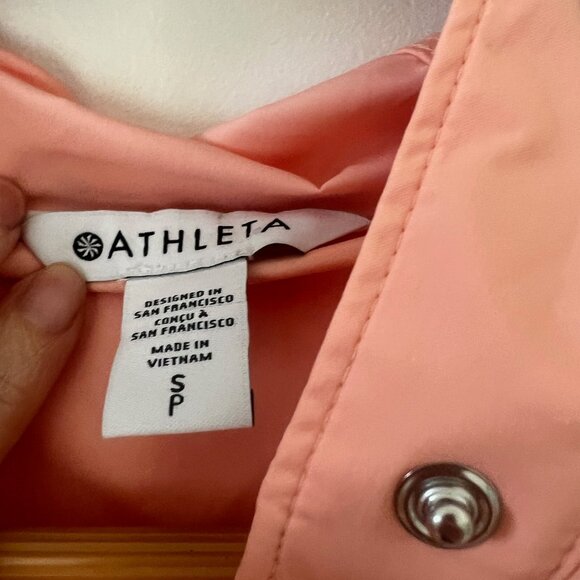 ATHLETA
DESIGNED IN
SAN FRANCISCO
CONÇU À
SAN FRANCISCO
MADE IN
VIETNAM
S
P